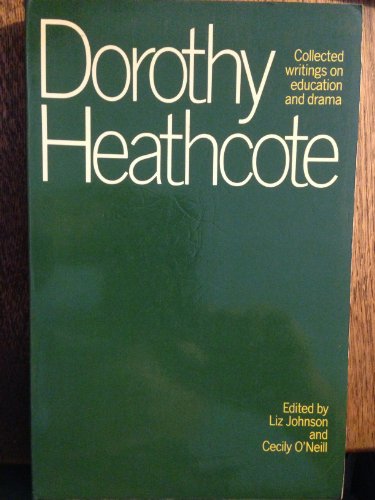 Dorothy
Heathcote
Collected
writings on
education
and drama
Edited by
Liz Johnson
and
Cecily O'Neill